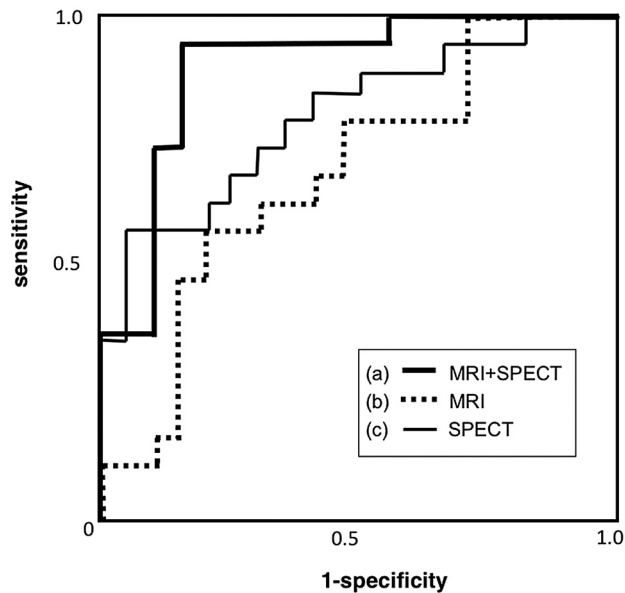 1.0
sensitivity
0.5
(a) MRI+SPECT
(b) MRI
(c) SPECT
0
0.5
1.0
1-specificity